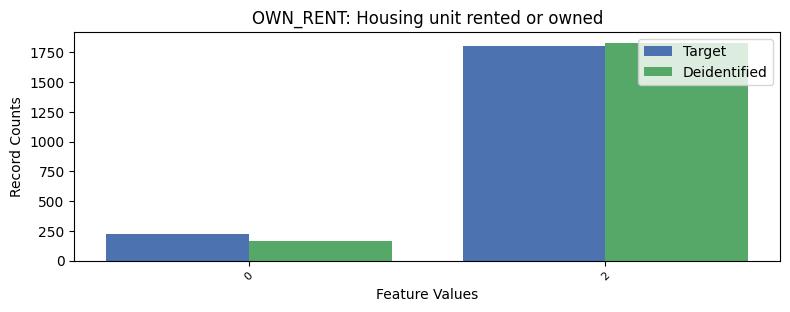 OWN_RENT: Housing unit rented or owned
Target
Deidentified
Record Counts
1750
1500
1250
1000
750
500
250
0
0 2
Feature Values